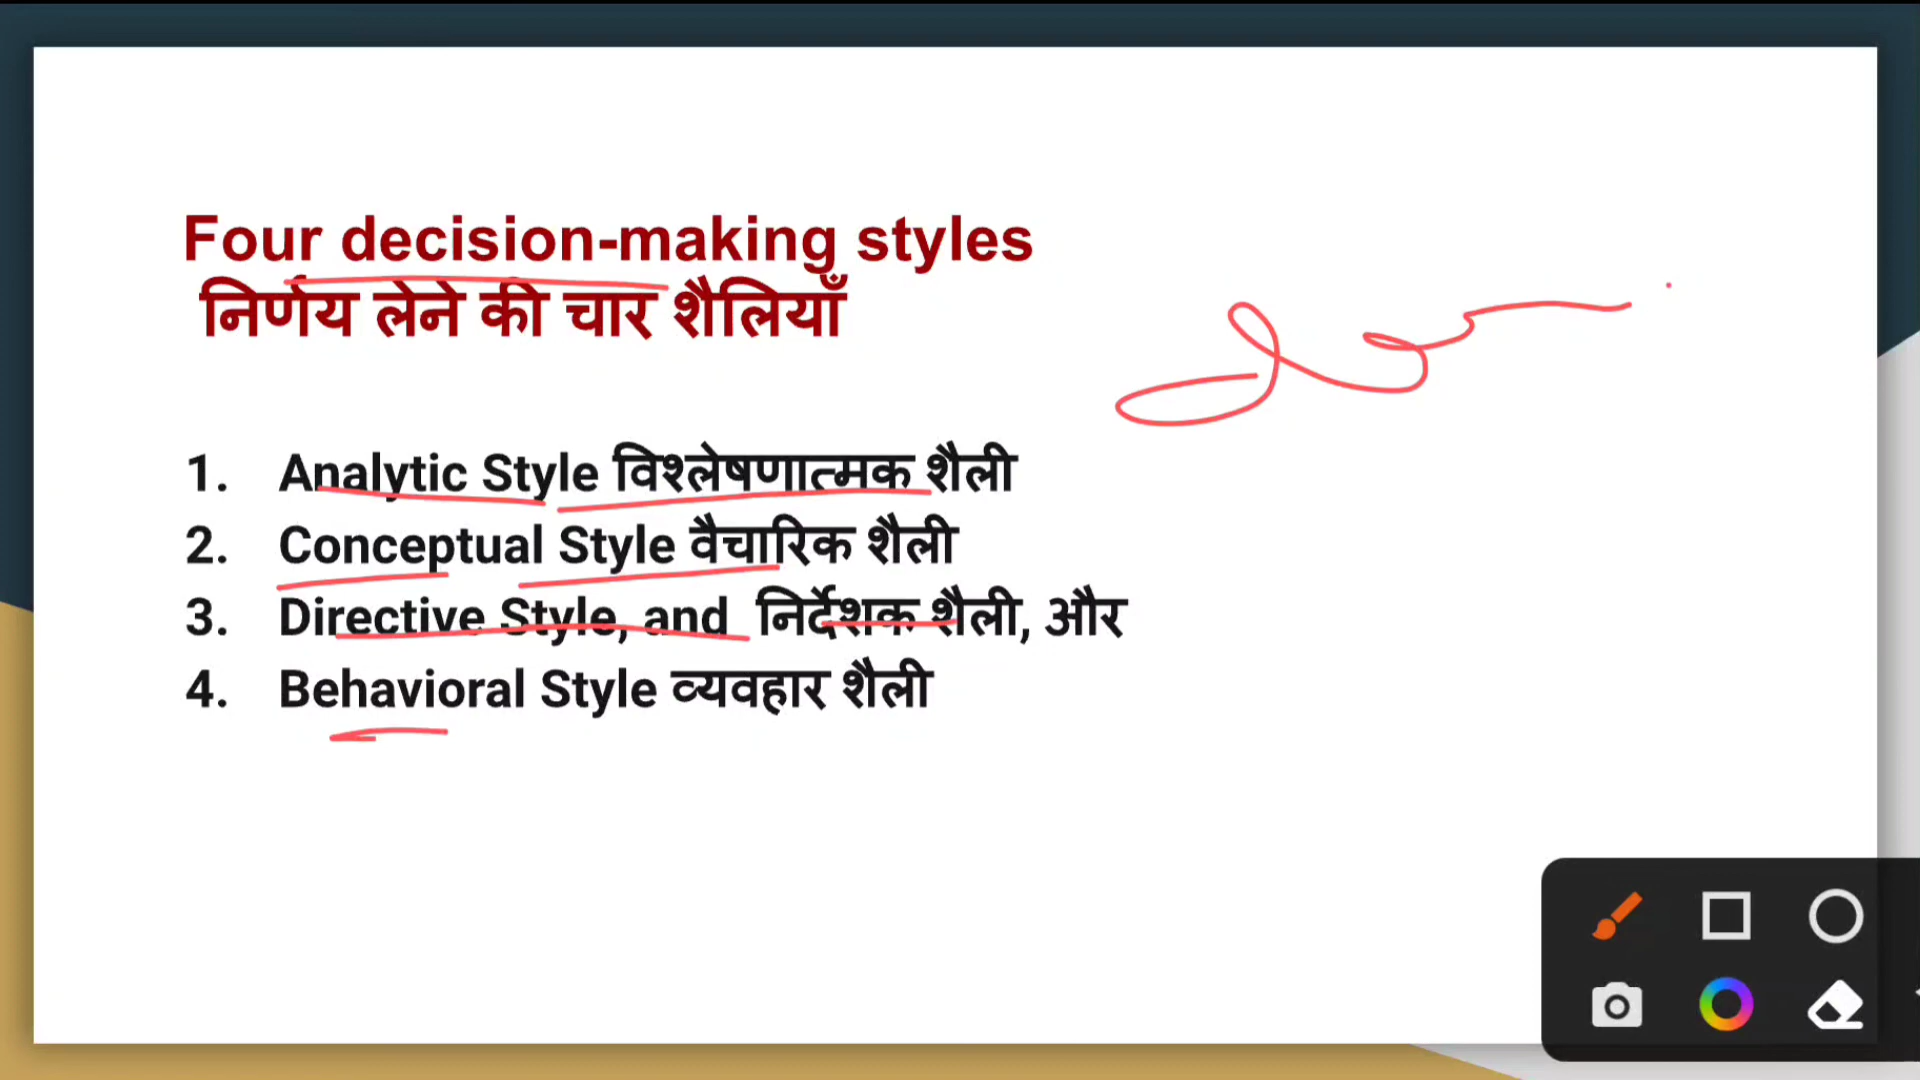 Four decision-making styles
निर्णय लेने की चार शैलियाँ
1. Analytic Style विश्लेषणात्मक शैली
2. Conceptual Style वैचारिक शैली
3. Directive Style, and निर्देशक शैली, और
4. Behavioral Style व्यवहार शैली